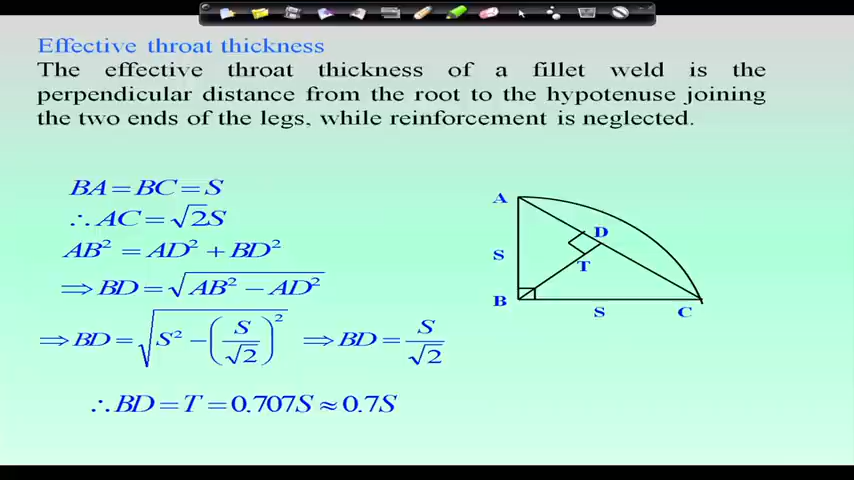 Effective throat thickness
The effective throat thickness of a fillet weld is the
perpendicular distance from the root to the hypotenuse joining
the two ends of the legs, while reinforcement is neglected.
BA = BC = S
∴ AC = √2S
AB² = AD² + BD²
⇒ BD = √(AB² − AD²)
⇒ BD = √(S² − (S/√2)²) ⇒ BD = S/√2
∴ BD = T = 0.707S ≈ 0.7S
A
D
S
T
B
S
C